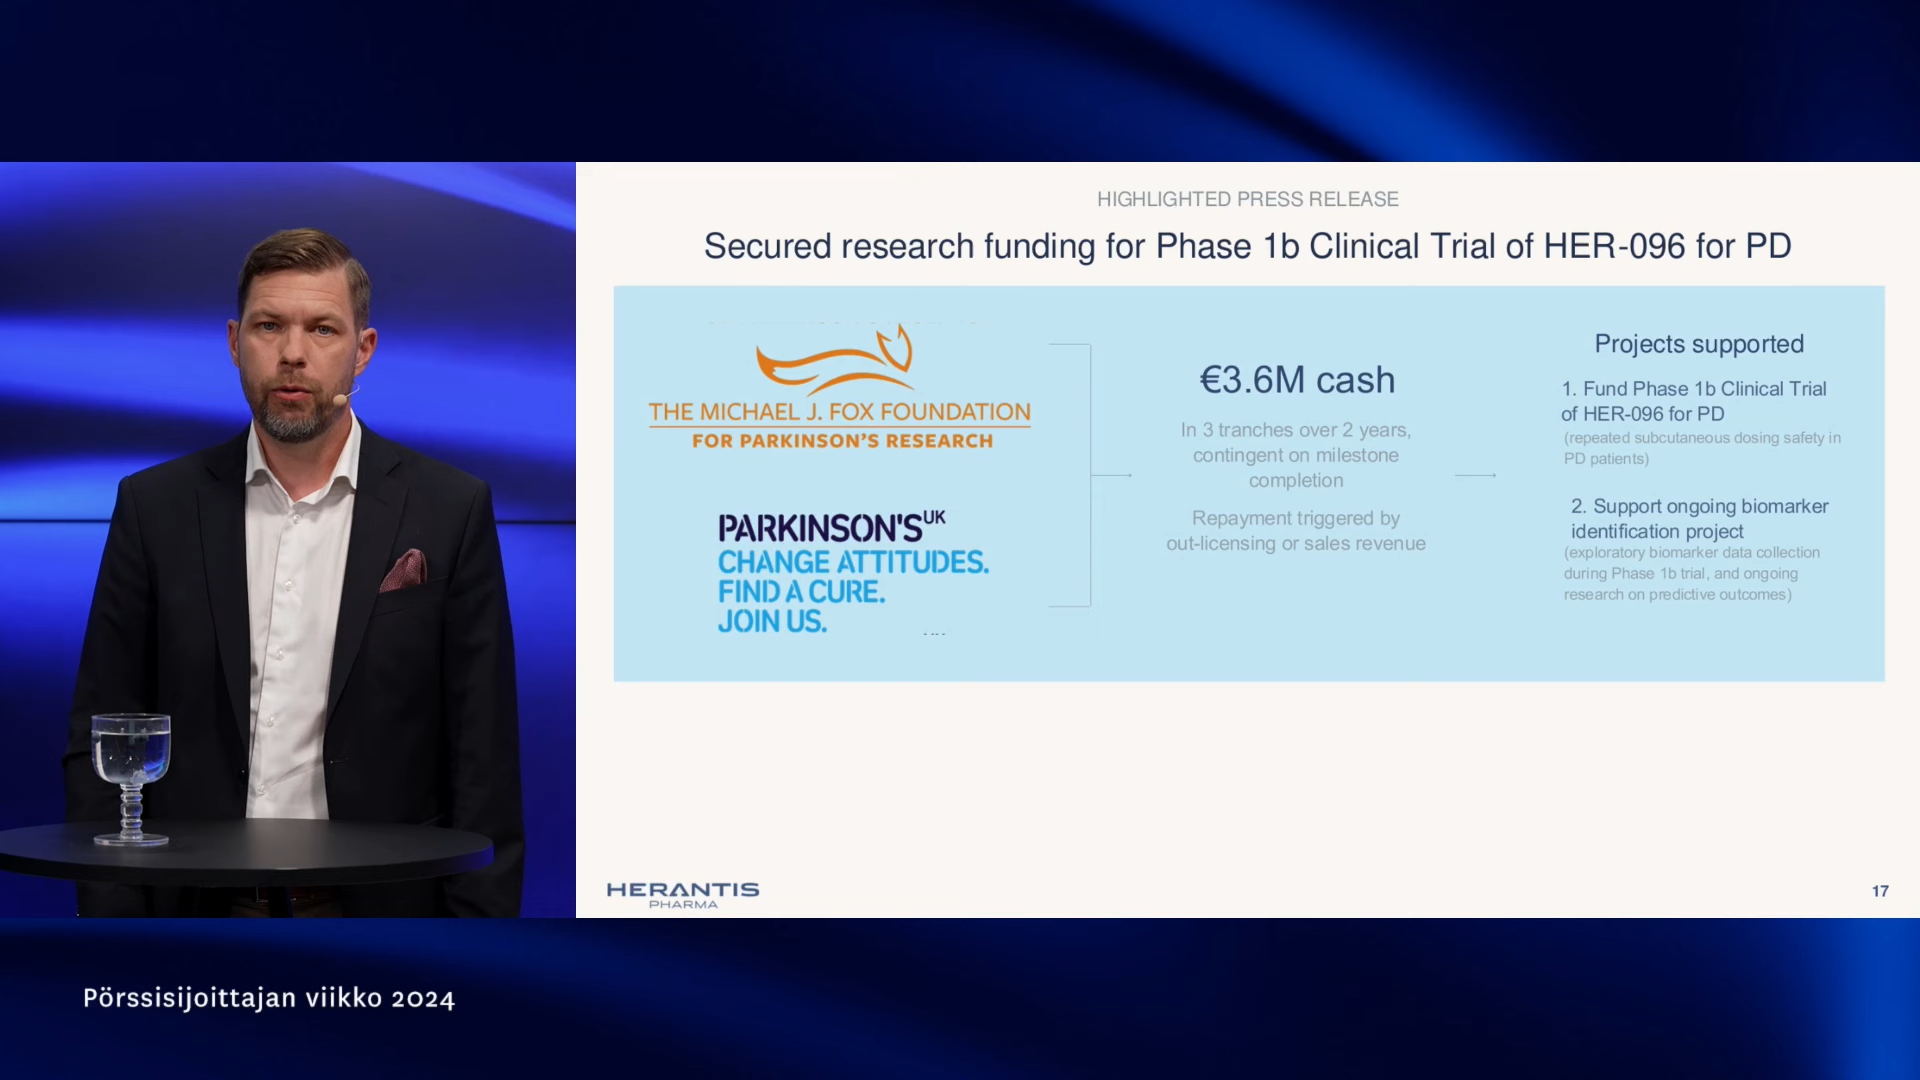 HIGHLIGHTED PRESS RELEASE
Secured research funding for Phase 1b Clinical Trial of HER-096 for PD
THE MICHAEL J. FOX FOUNDATION
FOR PARKINSON'S RESEARCH
PARKINSON'S UK
CHANGE ATTITUDES.
FIND A CURE.
JOIN US.
€3.6M cash
In 3 tranches over 2 years,
contingent on milestone
completion
Repayment triggered by
out-licensing or sales revenue
Projects supported
1. Fund Phase 1b Clinical Trial
of HER-096 for PD
(repeated subcutaneous dosing safety in
PD patients)
2. Support ongoing biomarker
identification project
(exploratory biomarker data collection
during Phase 1b trial, and ongoing
research on predictive outcomes)
HERANTIS
PHARMA
17
Pörssisijoittajan viikko 2024